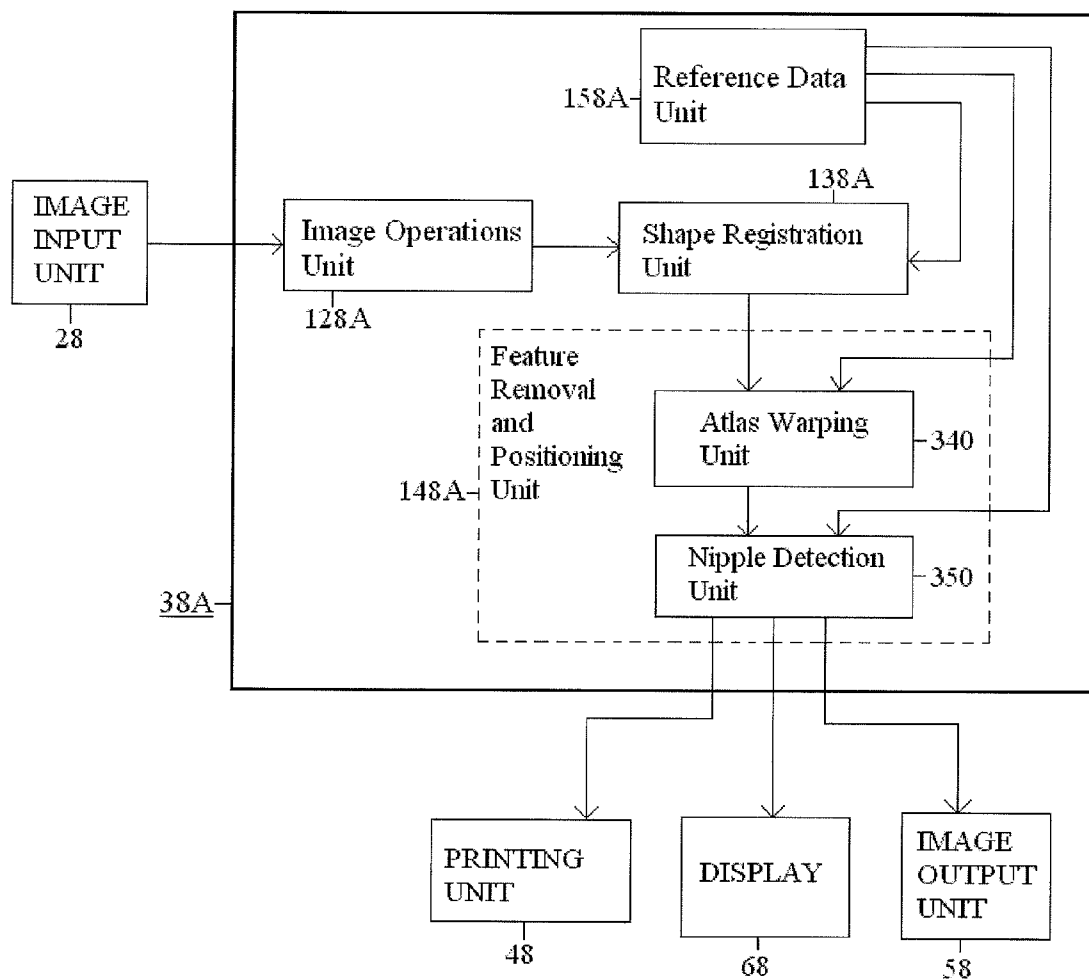 Reference Data
Unit
158A
138A
IMAGE
INPUT
UNIT
28
Image Operations
Unit
128A
Shape Registration
Unit
Feature
Removal
and
Positioning
Unit
148A
Atlas Warping
Unit
340
Nipple Detection
Unit
350
38A
PRINTING
UNIT
48
DISPLAY
68
IMAGE
OUTPUT
UNIT
58